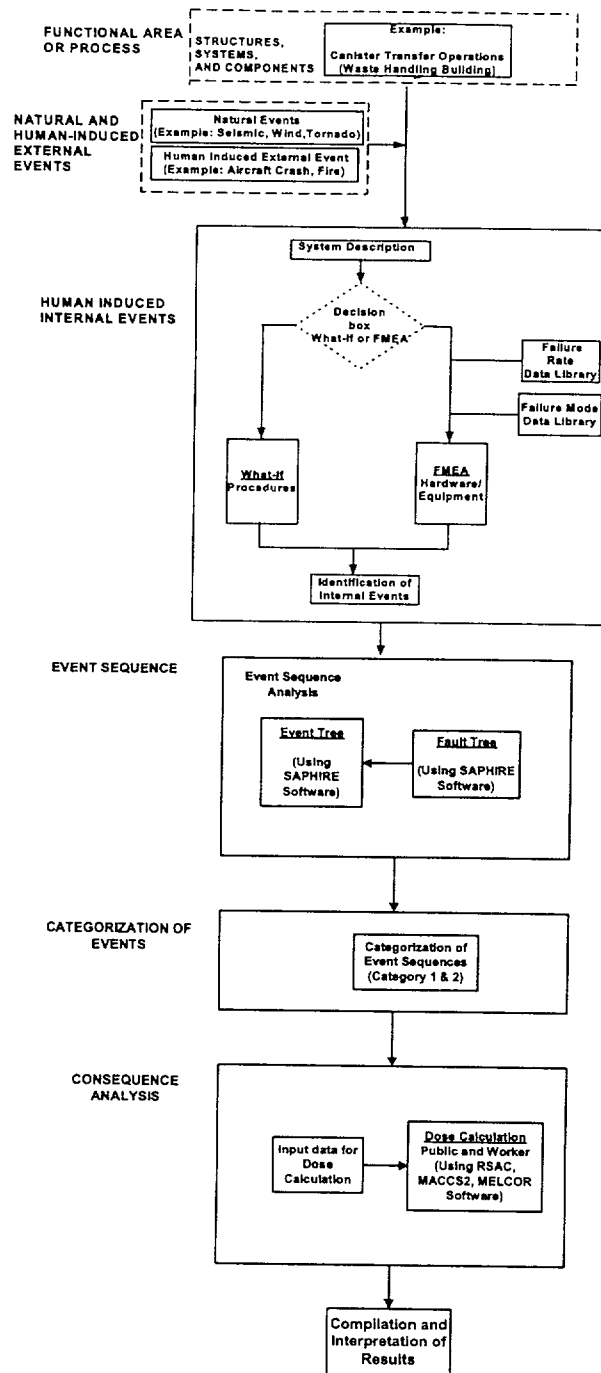 FUNCTIONAL AREA
OR PROCESS
STRUCTURES,
SYSTEMS,
AND COMPONENTS
Example:
Canister Transfer Operations
(Waste Handling Building)
NATURAL AND
HUMAN-INDUCED
EXTERNAL
EVENTS
Natural Events
(Example: Seismic, Wind,Tornado)
Human Induced External Event
(Example: Aircraft Crash, Fire)
System Description
HUMAN INDUCED
INTERNAL EVENTS
Decision
box
What-If or FMEA
Failure
Rate
Data Library
Failure Mode
Data Library
What-If
Procedures
FMEA
Hardware/
Equipment
Identification of
Internal Events
EVENT SEQUENCE
Event Sequence
Analysis
Event Tree
(Using
SAPHIRE
Software)
Fault Tree
(Using SAPHIRE
Software)
CATEGORIZATION OF
EVENTS
Categorization of
Event Sequences
(Category 1 & 2)
CONSEQUENCE
ANALYSIS
Input data for
Dose
Calculation
Dose Calculation
Public and Worker
(Using RSAC,
MACCS2, MELCOR
Software)
Compilation and
Interpretation of
Results